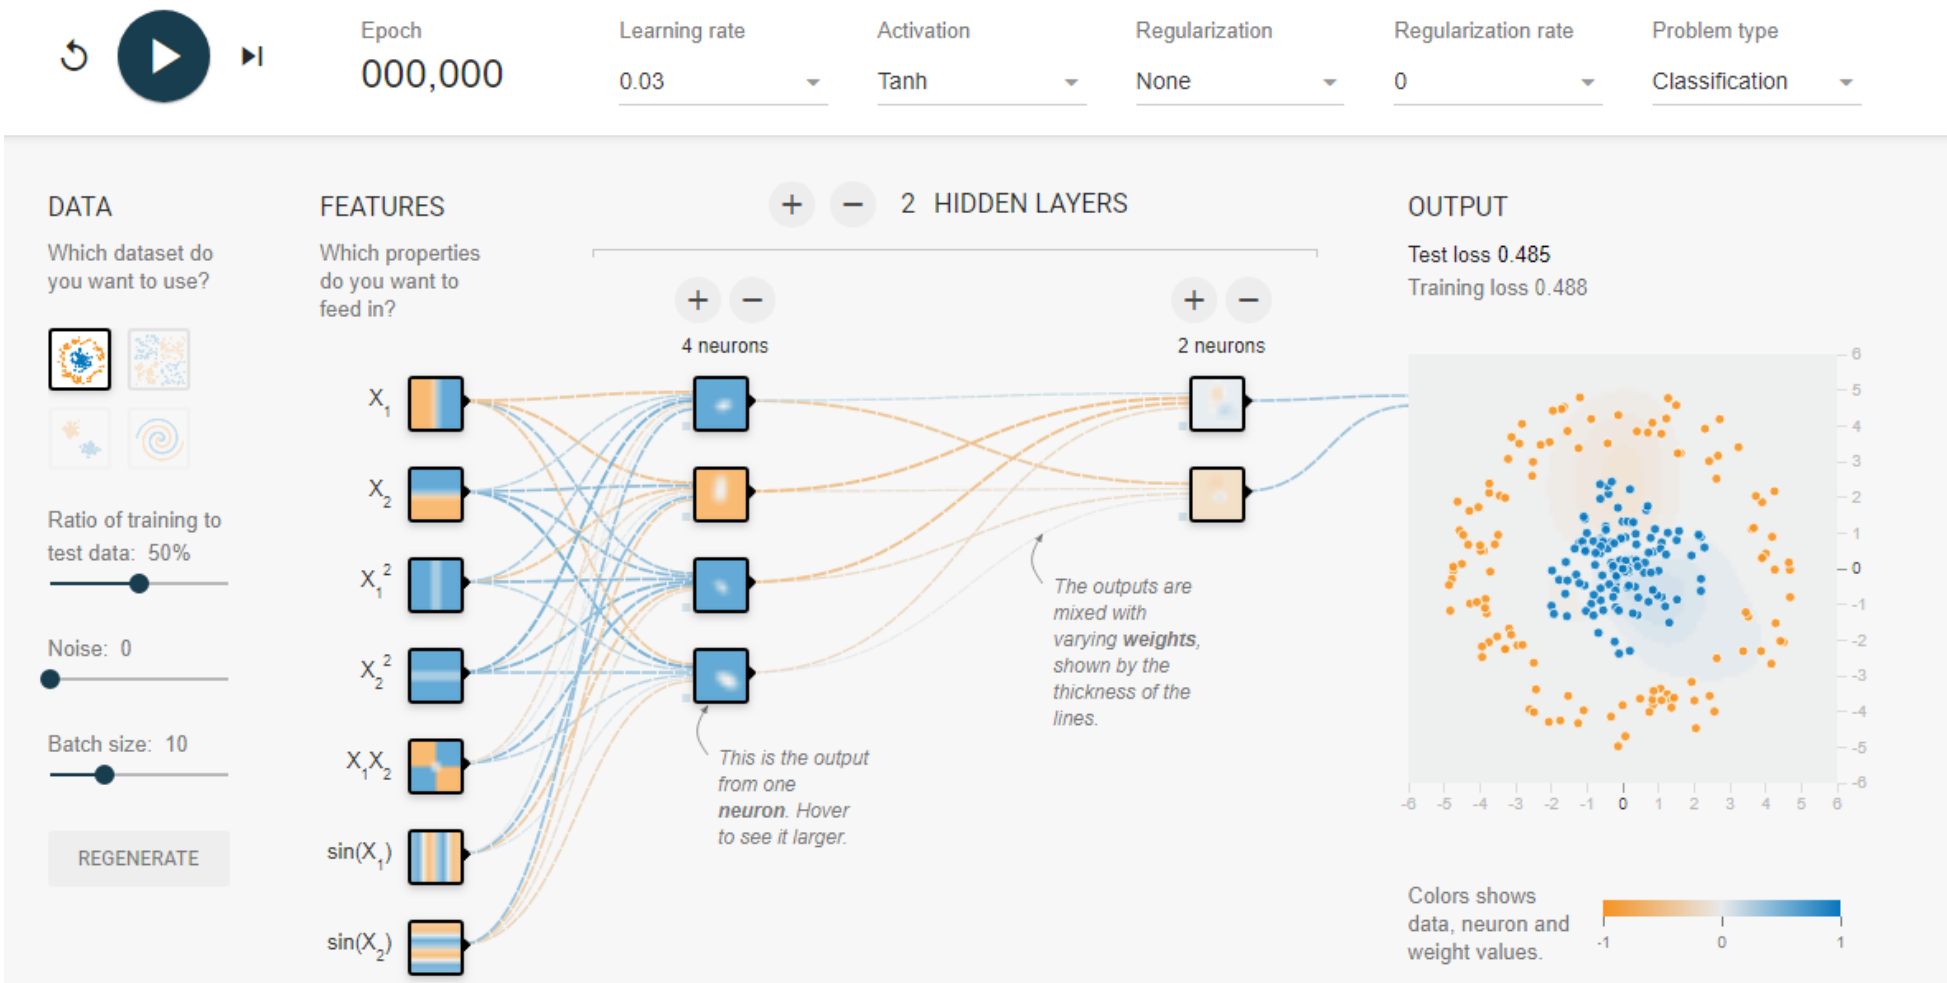 Epoch
000,000
Learning rate
0.03
Activation
Tanh
Regularization
None
Regularization rate
0
Problem type
Classification
DATA
Which dataset do
you want to use?
Ratio of training to
test data: 50%
Noise: 0
Batch size: 10
REGENERATE
FEATURES
Which properties
do you want to
feed in?
X₁
X₂
X₁²
X₂²
X₁X₂
sin(X₁)
sin(X₂)
+ − 2 HIDDEN LAYERS
+ −
4 neurons
+ −
2 neurons
This is the output
from one
neuron. Hover
to see it larger.
The outputs are
mixed with
varying weights,
shown by the
thickness of the
lines.
OUTPUT
Test loss 0.485
Training loss 0.488
6
5
4
3
2
1
0
-1
-2
-3
-4
-5
-6
-6 -5 -4 -3 -2 -1 0 1 2 3 4 5 6
Colors shows
data, neuron and
weight values.
-1 0 1